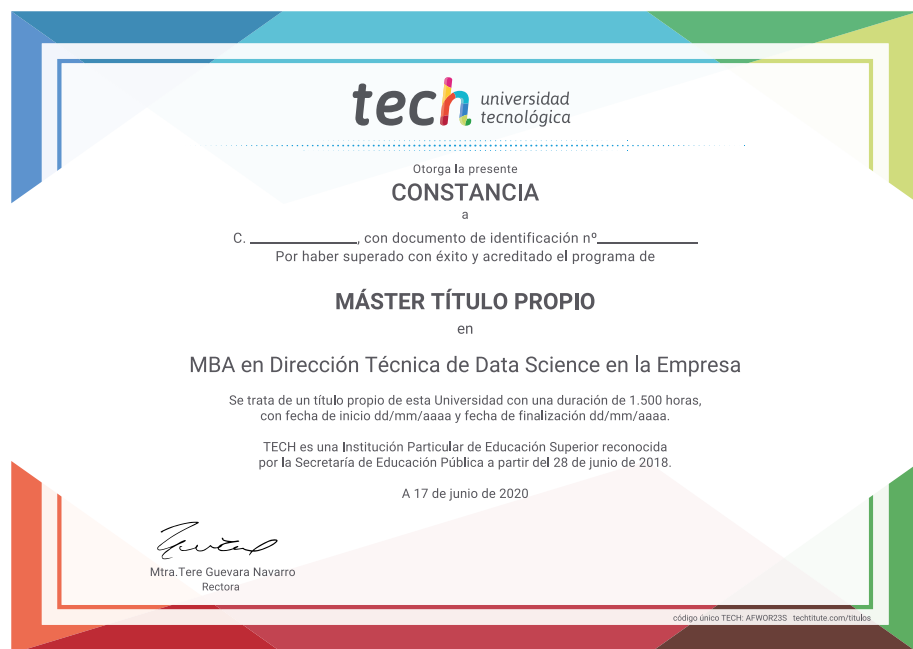 tech universidad
tecnológica
Otorga la presente
CONSTANCIA
a
C. ______________, con documento de identificación nº______________
Por haber superado con éxito y acreditado el programa de
MÁSTER TÍTULO PROPIO
en
MBA en Dirección Técnica de Data Science en la Empresa
Se trata de un título propio de esta Universidad con una duración de 1.500 horas,
con fecha de inicio dd/mm/aaaa y fecha de finalización dd/mm/aaaa.
TECH es una Institución Particular de Educación Superior reconocida
por la Secretaría de Educación Pública a partir del 28 de junio de 2018.
A 17 de junio de 2020
Mtra.Tere Guevara Navarro
Rectora
código único TECH: AFWOR23S techtitute.com/titulos